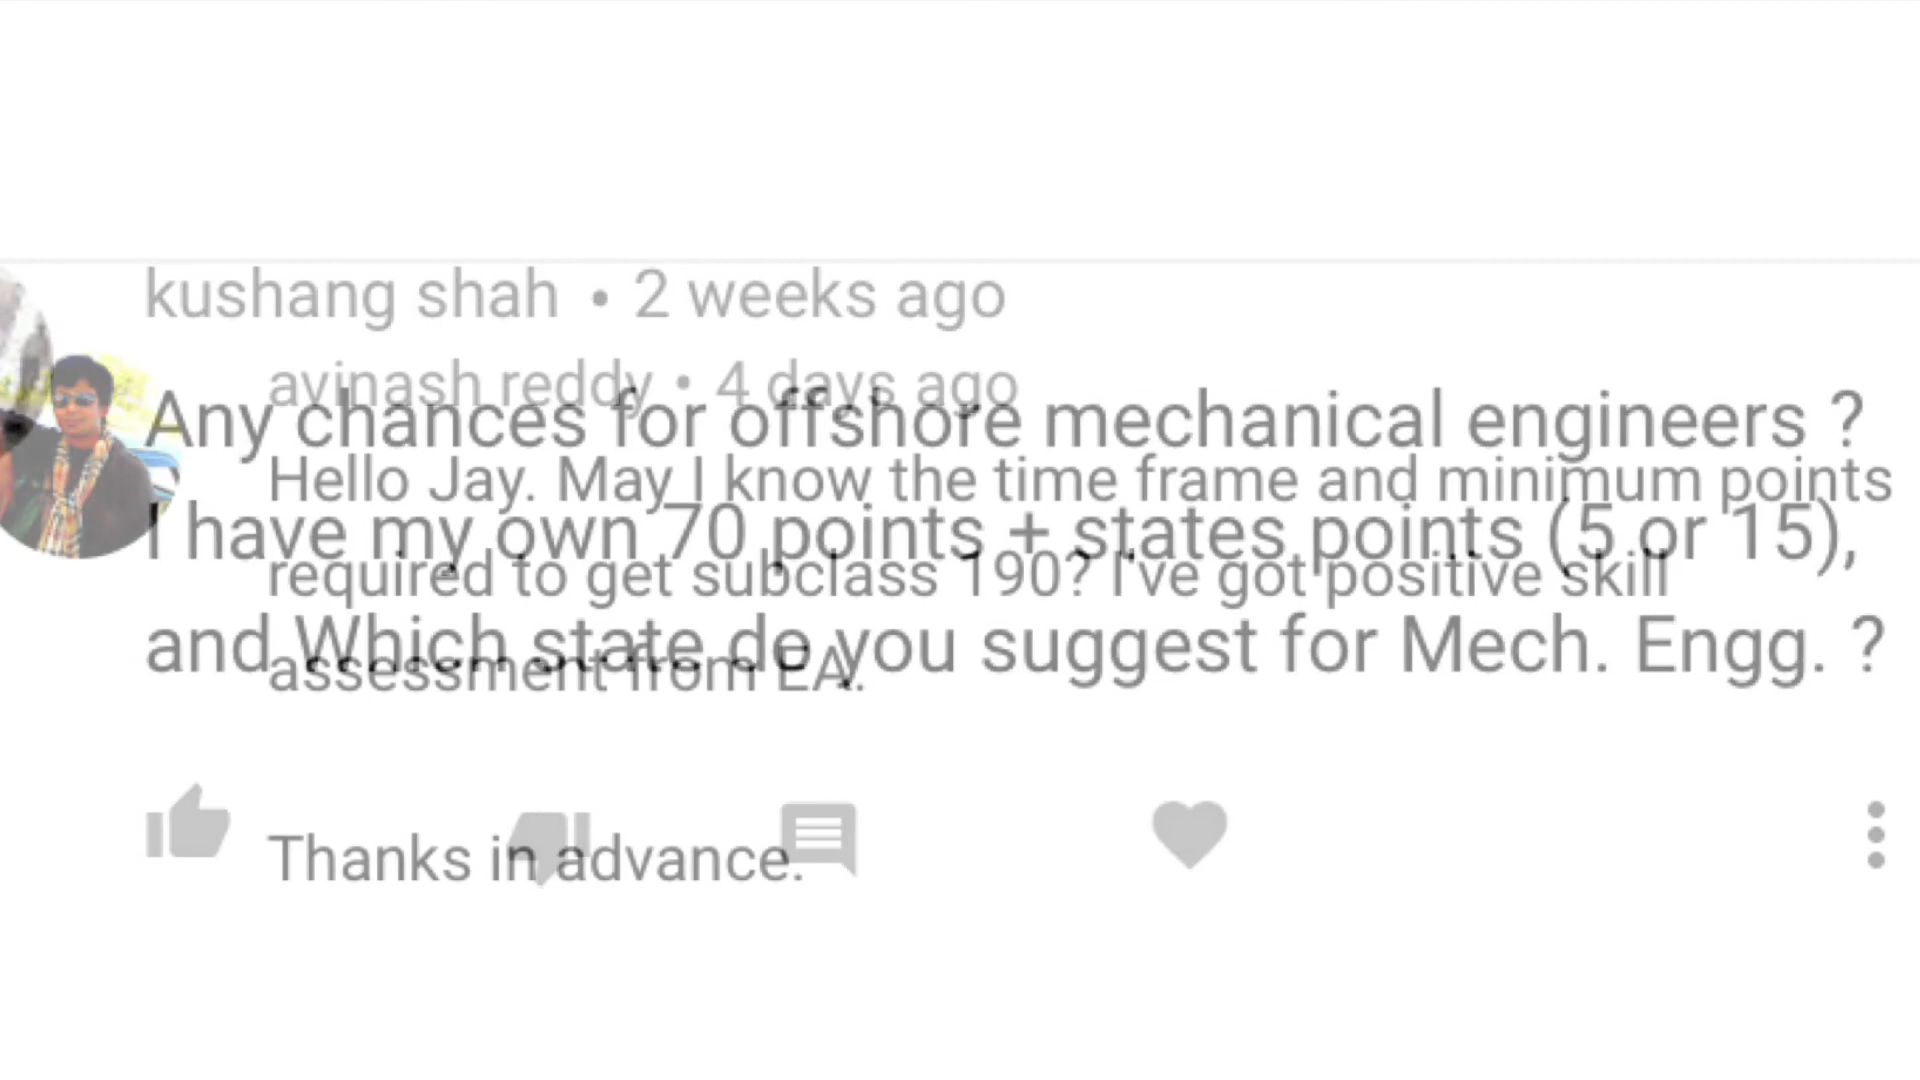 kushang shah • 2 weeks ago
Any chances for offshore mechanical engineers ?
I have my own 70 points + states points (5 or 15),
and Which state do you suggest for Mech. Engg. ?
avinash reddy • 4 days ago
Hello Jay. May I know the time frame and minimum points
required to get subclass 190? I've got positive skill
assessment from EA.
Thanks in advance.